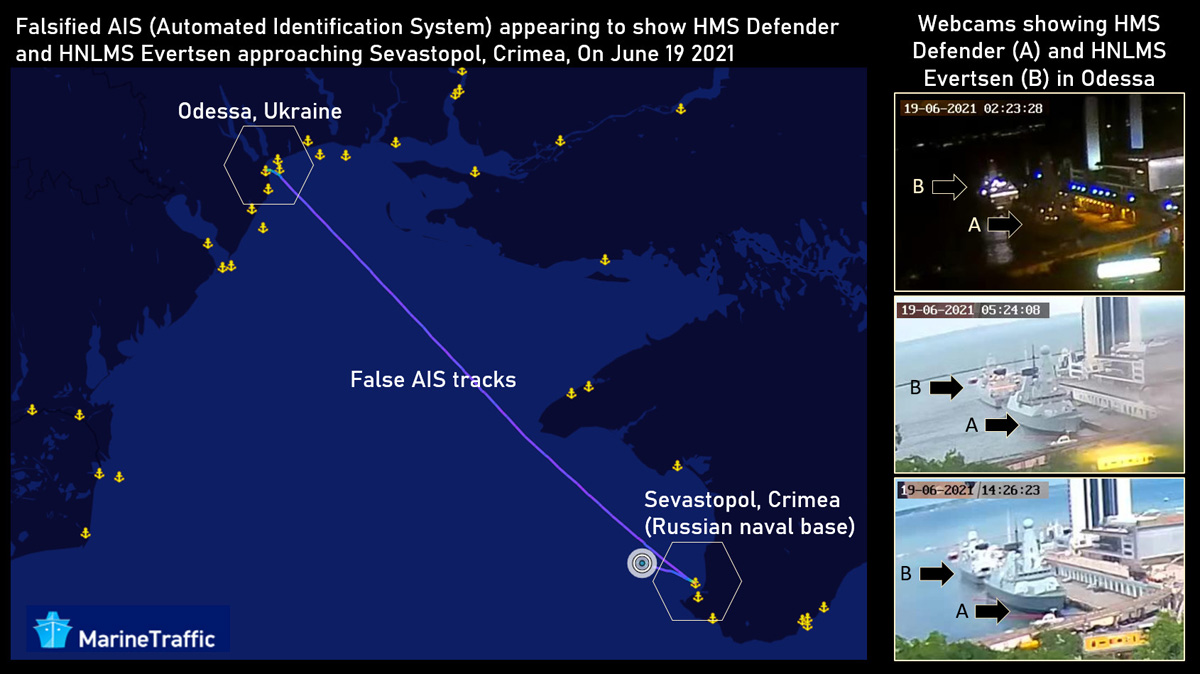 Falsified AIS (Automated Identification System) appearing to show HMS Defender
and HNLMS Evertsen approaching Sevastopol, Crimea, On June 19 2021
Odessa, Ukraine
False AIS tracks
Sevastopol, Crimea
(Russian naval base)
MarineTraffic
Webcams showing HMS
Defender (A) and HNLMS
Evertsen (B) in Odessa
19-06-2021 02:23:28
B
A
19-06-2021 05:24:08
B
A
19-06-2021 14:26:23
B
A